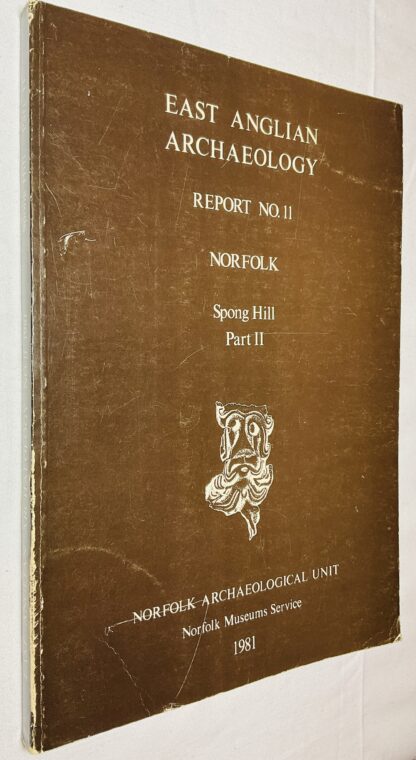 EAST ANGLIAN
ARCHAEOLOGY
REPORT NO. 11
NORFOLK
Spong Hill
Part II
NORFOLK ARCHAEOLOGICAL UNIT
Norfolk Museums Service
1981